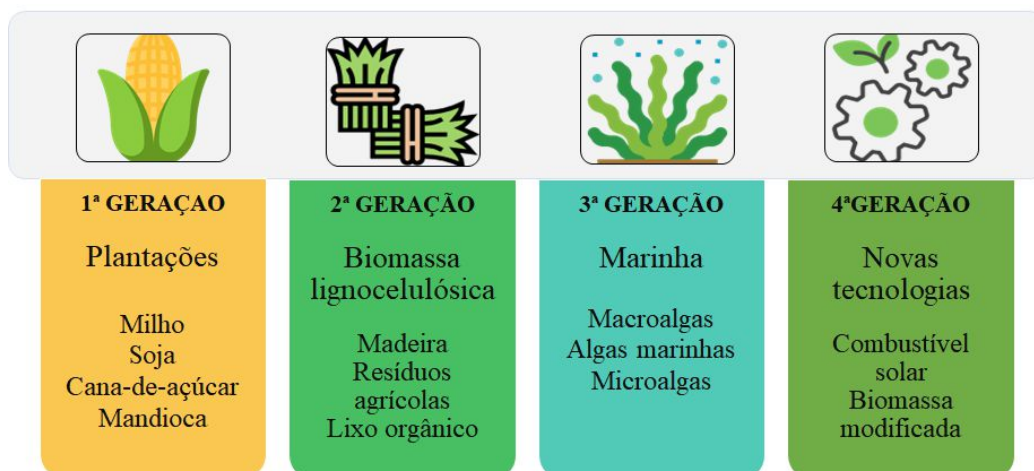 1ª GERAÇAO
Plantações
Milho
Soja
Cana-de-açúcar
Mandioca
2ª GERAÇÃO
Biomassa
lignocelulósica
Madeira
Resíduos
agrícolas
Lixo orgânico
3ª GERAÇÃO
Marinha
Macroalgas
Algas marinhas
Microalgas
4ªGERAÇÃO
Novas
tecnologias
Combustível
solar
Biomassa
modificada